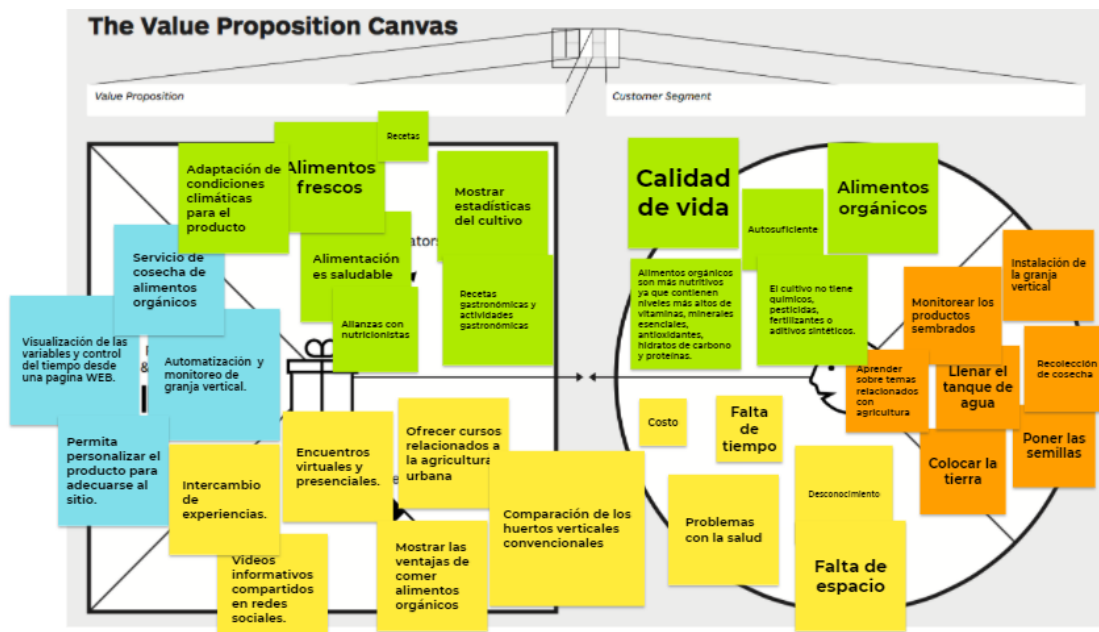 The Value Proposition Canvas
Value Proposition
Customer Segment
Recetas
Alimentos
frescos
Adaptación de
condiciones
climáticas
para el
producto
Mostrar
estadísticas
del cultivo
Servicio de
cosecha de
alimentos
orgánicos
Alimentación
es saludable
Recetas
gastronómicas y
actividades
gastronómicas
Alianzas con
nutricionistas
Visualización de las
variables y control
del tiempo desde
una pagina WEB.
Automatización y
monitoreo de
granja vertical.
Permita
personalizar el
producto para
adecuarse al
sitio.
Intercambio
de
experiencias.
Encuentros
virtuales y
presenciales.
Ofrecer cursos
relacionados a
la agricultura
urbana
Comparación de los
huertos verticales
convencionales
Videos
informativos
compartidos
en redes
sociales.
Mostrar las
ventajas de
comer
alimentos
orgánicos
Calidad
de vida
Autosuficiente
Alimentos
orgánicos
Alimentos orgánicos
son más nutritivos
ya que contienen
niveles más altos de
vitaminas, minerales
esenciales,
antioxidantes,
hidratos de carbono
y proteínas.
El cultivo no tiene
químicos,
pesticidas,
fertilizantes o
aditivos sintéticos.
Instalación de
la granja
vertical
Monitorear los
productos
sembrados
Recolección
de cosecha
Aprender
sobre temas
relacionados
con
agricultura
Llenar el
tanque de
agua
Poner las
semillas
Colocar la
tierra
Costo
Falta
de
tiempo
Desconocimiento
Problemas
con la salud
Falta de
espacio